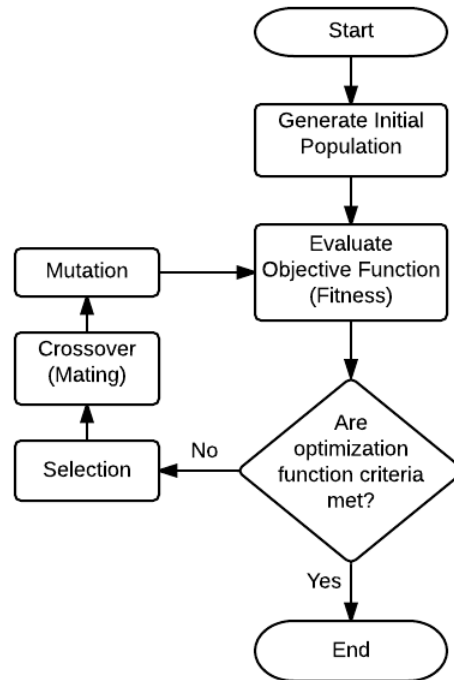 Start
Generate Initial
Population
Evaluate
Objective Function
(Fitness)
Mutation
Crossover
(Mating)
Selection
No
Are
optimization
function criteria
met?
Yes
End